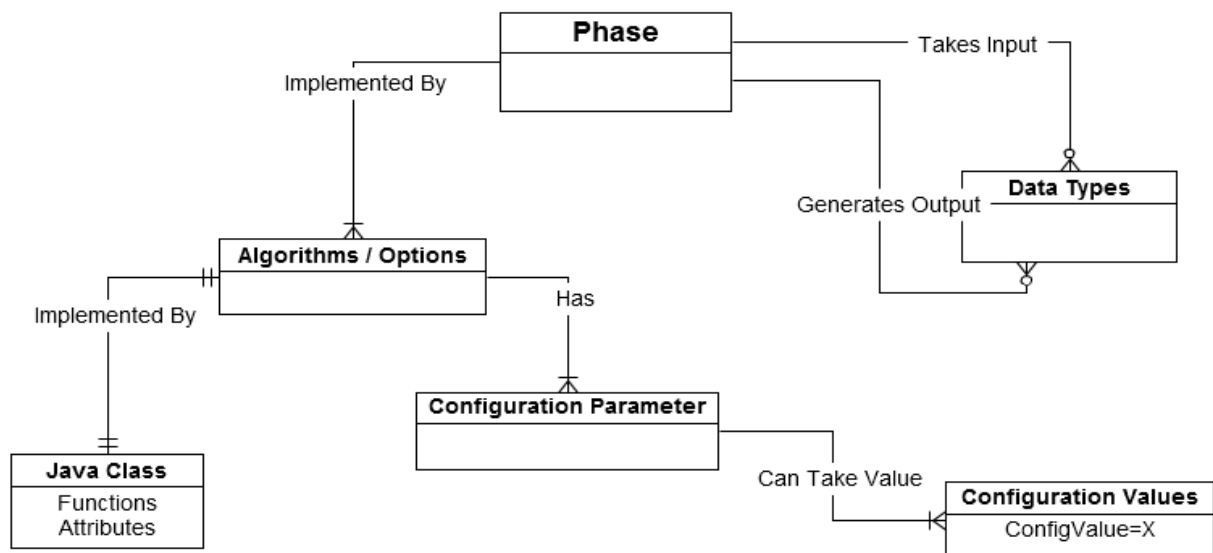 Phase
Takes Input
Implemented By
Data Types
Generates Output
Algorithms / Options
Has
Implemented By
Configuration Parameter
Java Class
Functions
Attributes
Can Take Value
Configuration Values
ConfigValue=X